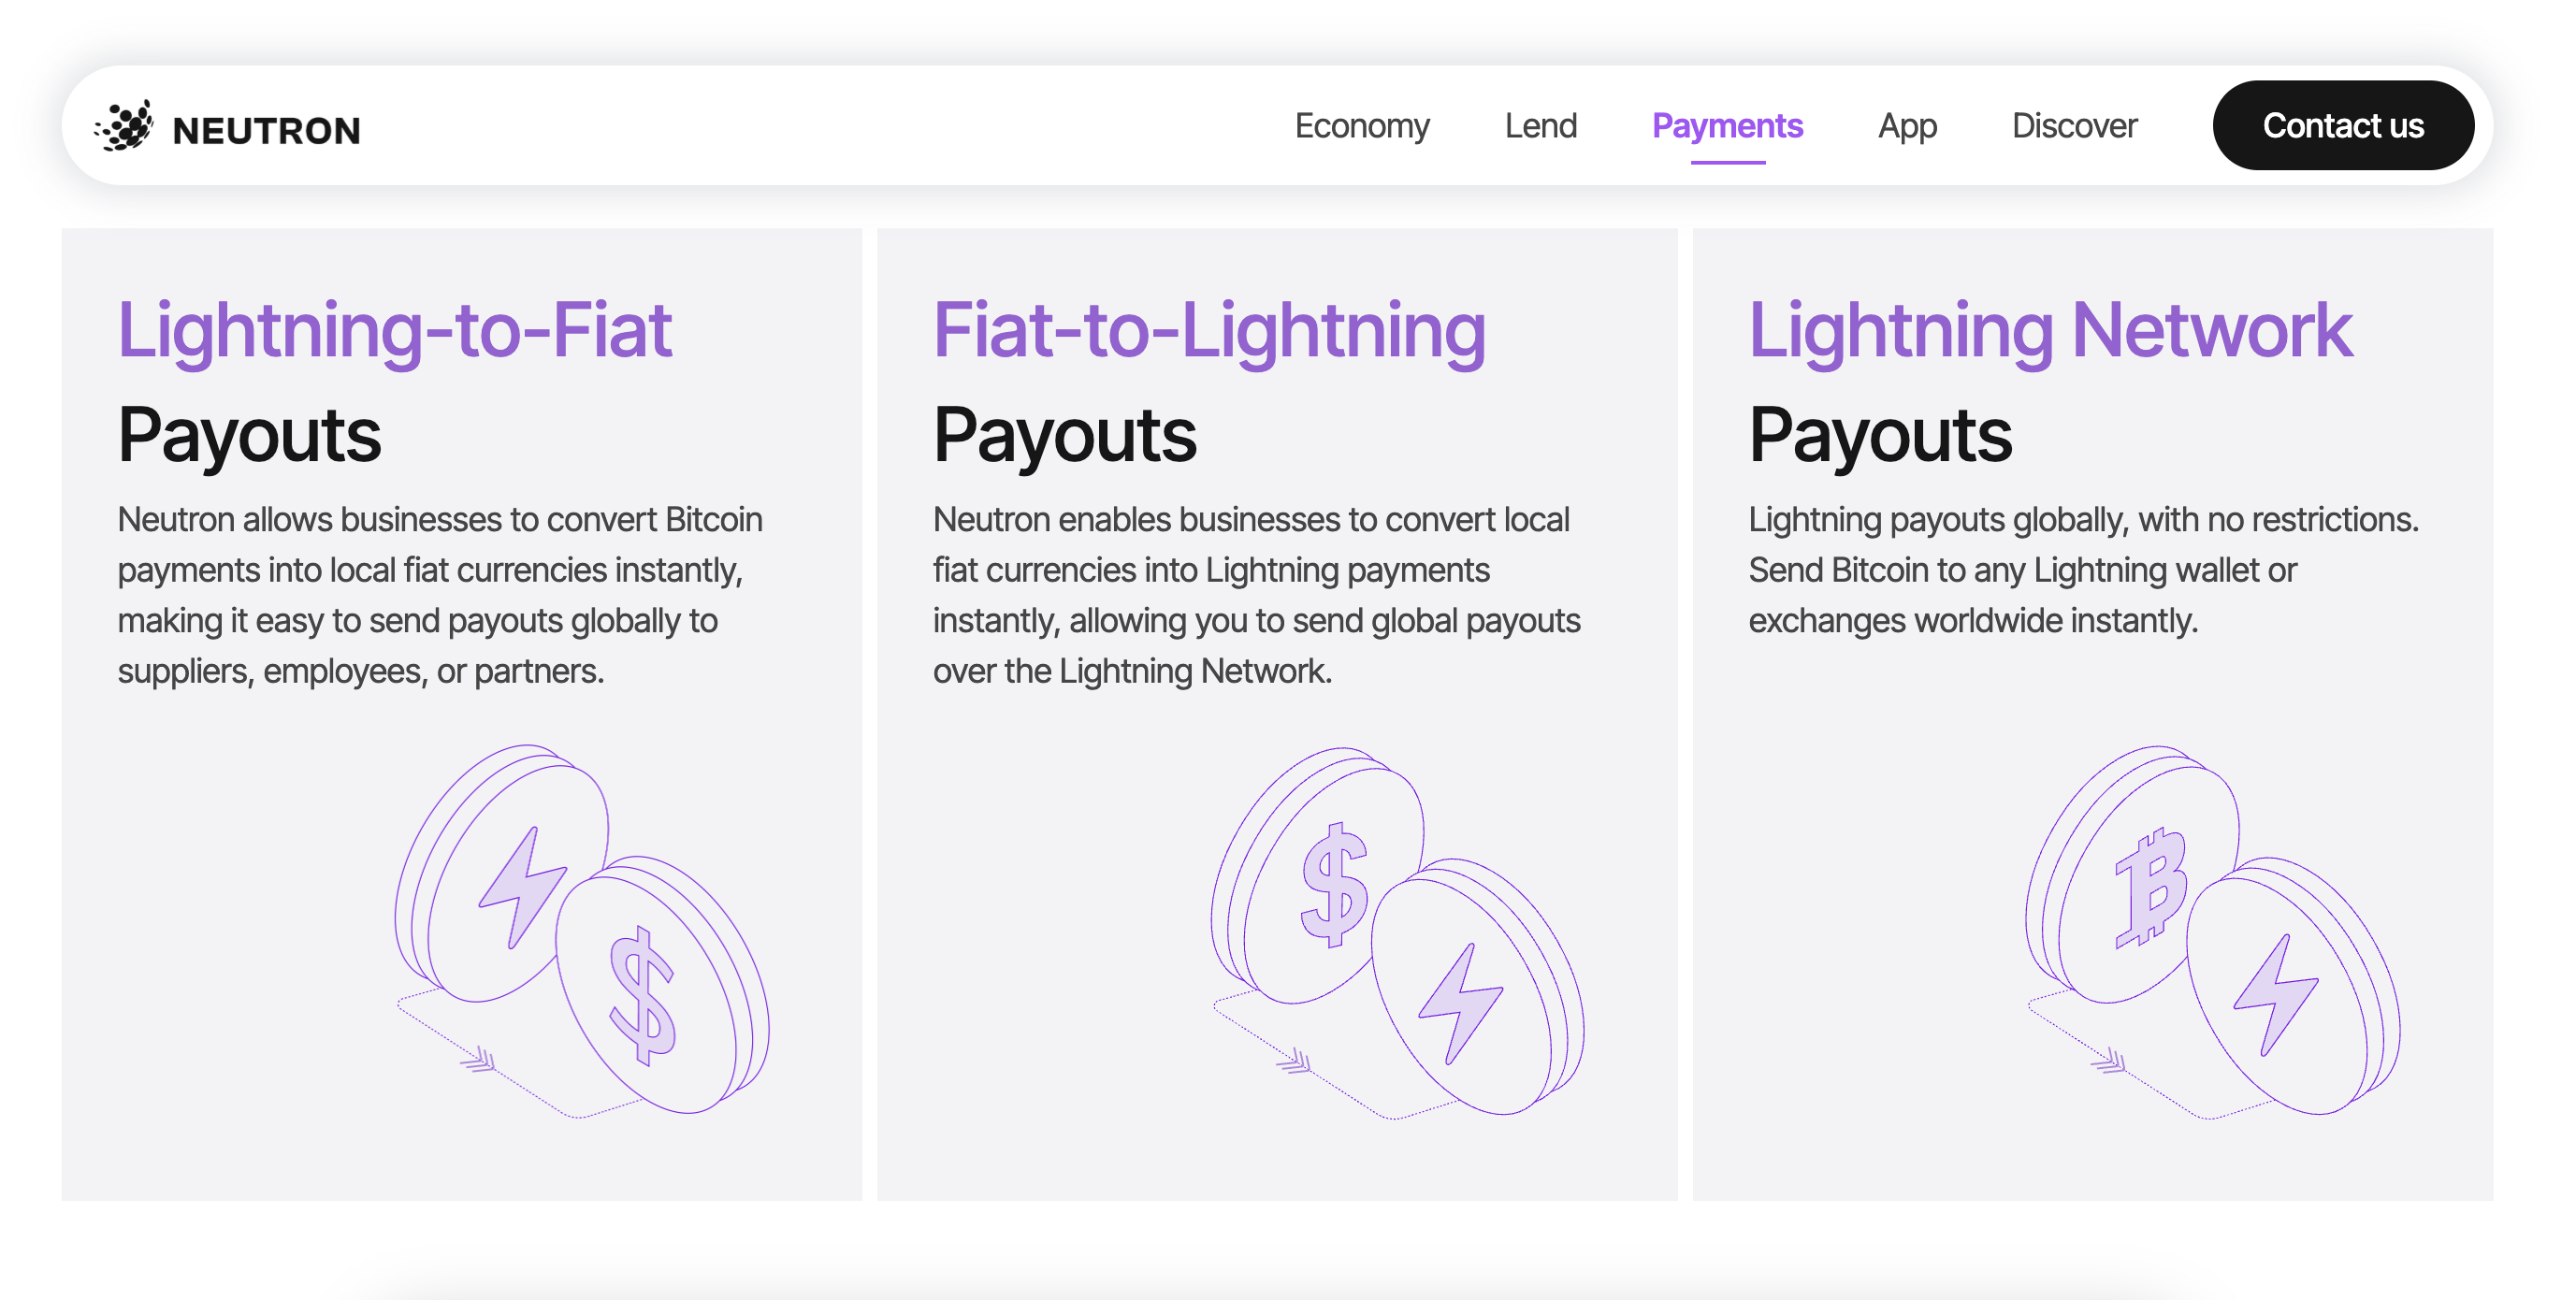 NEUTRON
Economy
Lend
Payments
App
Discover
Contact us
Lightning-to-Fiat
Payouts
Neutron allows businesses to convert Bitcoin
payments into local fiat currencies instantly,
making it easy to send payouts globally to
suppliers, employees, or partners.
$
Fiat-to-Lightning
Payouts
Neutron enables businesses to convert local
fiat currencies into Lightning payments
instantly, allowing you to send global payouts
over the Lightning Network.
$
Lightning Network
Payouts
Lightning payouts globally, with no restrictions.
Send Bitcoin to any Lightning wallet or
exchanges worldwide instantly.
₿